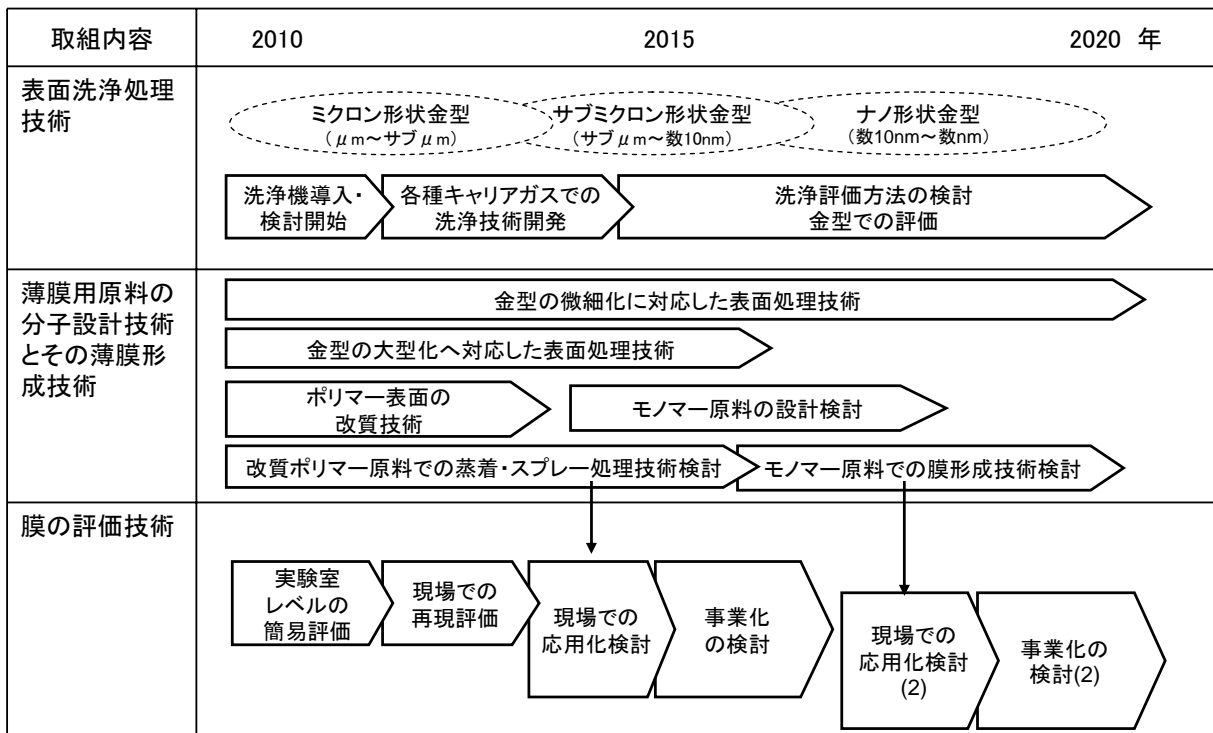 取組内容
2010
2015
2020 年
表面洗浄処理
技術
ミクロン形状金型
（μm～サブμm）
サブミクロン形状金型
（サブμm～数10nm）
ナノ形状金型
（数10nm～数nm）
洗浄機導入・
検討開始
各種キャリアガスでの
洗浄技術開発
洗浄評価方法の検討
金型での評価
薄膜用原料の
分子設計技術
とその薄膜形
成技術
金型の微細化に対応した表面処理技術
金型の大型化へ対応した表面処理技術
ポリマー表面の
改質技術
モノマー原料の設計検討
改質ポリマー原料での蒸着・スプレー処理技術検討
モノマー原料での膜形成技術検討
膜の評価技術
実験室
レベルの
簡易評価
現場での
再現評価
現場での
応用化検討
事業化
の検討
現場での
応用化検討
(2)
事業化の
検討(2)